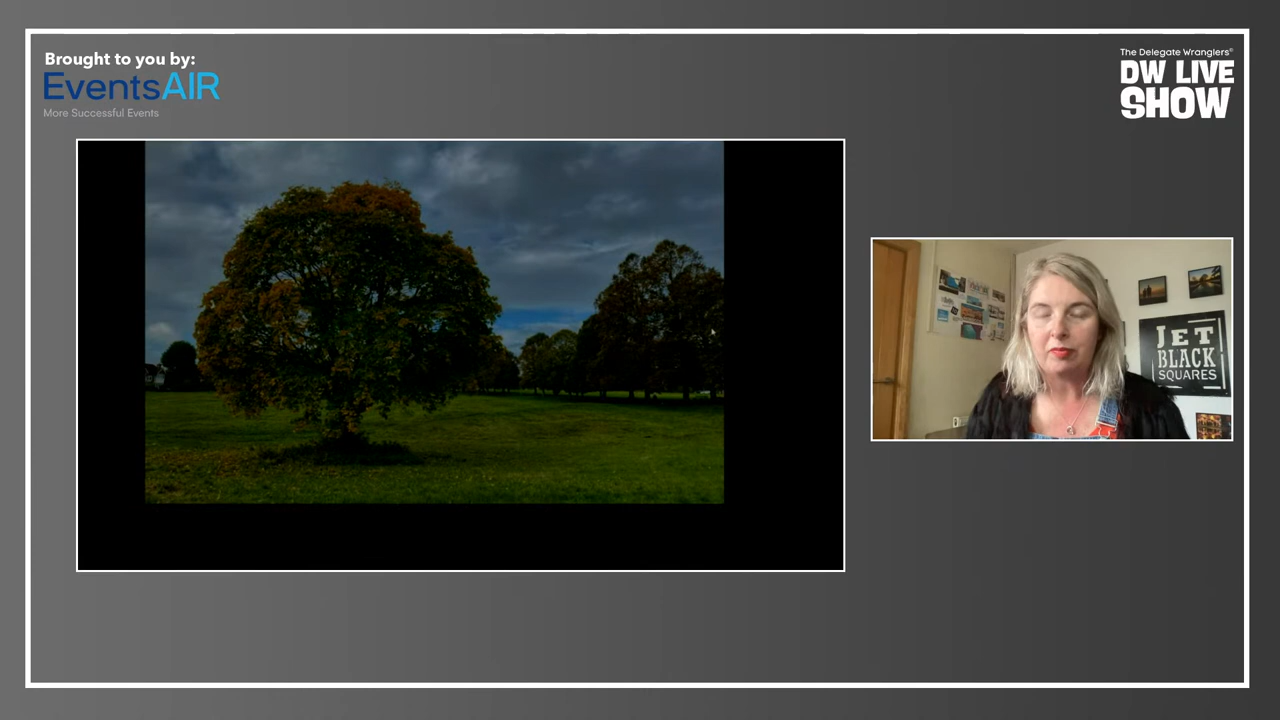 Brought to you by:
EventsAIR
More Successful Events
The Delegate Wranglers®
DW LIVE
SHOW
JET
BLACK
SQUARES